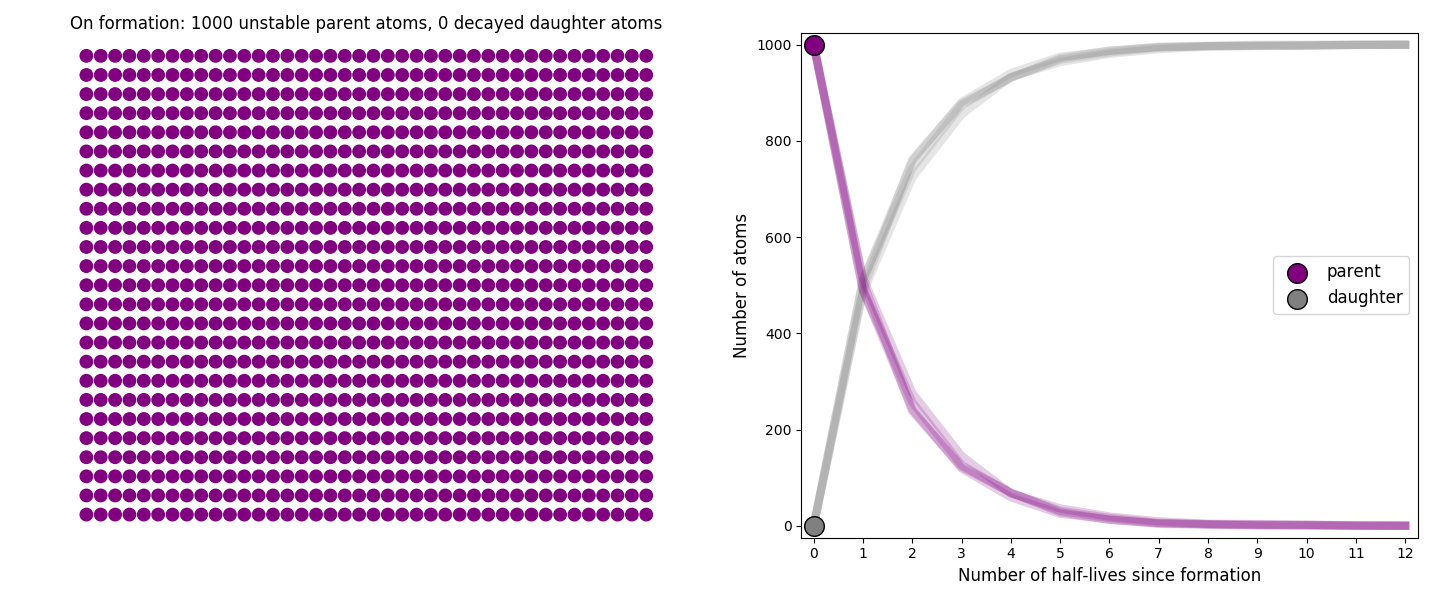 On formation: 1000 unstable parent atoms, 0 decayed daughter atoms
1000
800
600
400
200
0
Number of atoms
parent
daughter
0 1 2 3 4 5 6 7 8 9 10 11 12
Number of half-lives since formation